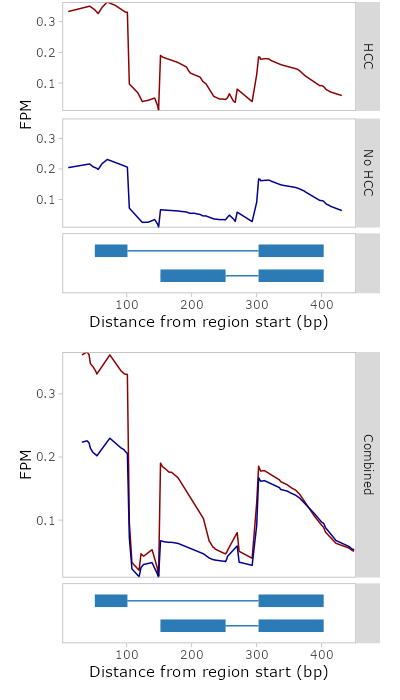 0.3
0.2
0.1
HCC
FPM
0.3
0.2
0.1
No HCC
100 200 300 400
Distance from region start (bp)
0.3
0.2
0.1
FPM
Combined
100 200 300 400
Distance from region start (bp)